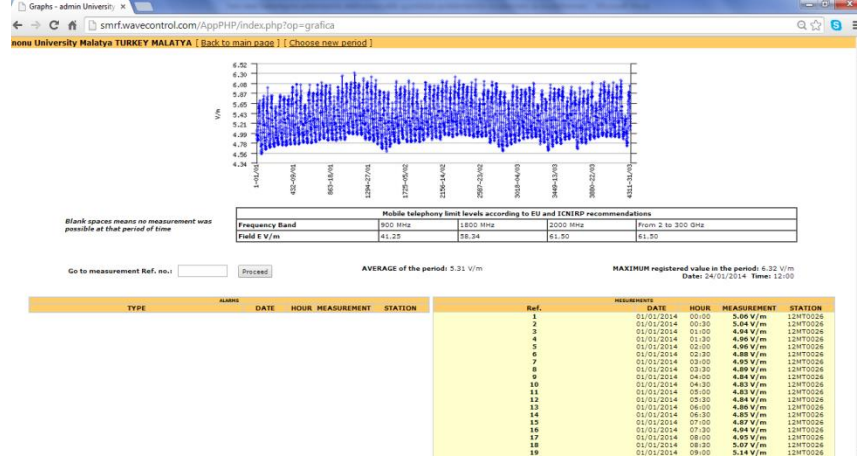 Graphs - admin University
smrf.wavecontrol.com/AppPHP/index.php?op=grafica
nonu University Malatya TURKEY MALATYA [ Back to main page ] [ Choose new period ]
6.52
6.30
6.08
5.87
5.65
5.43
5.21
4.99
4.78
4.56
4.34
V/m
1-01/01
432-09/01
863-18/01
1294-27/01
1725-05/02
2156-14/02
2587-23/02
3018-04/03
3449-13/03
3880-22/03
4311-31/03
Blank spaces means no measurement was
possible at that period of time
Mobile telephony limit levels according to EU and ICNIRP recommendations
Frequency Band 900 MHz 1800 MHz 2000 MHz From 2 to 300 GHz
Field E V/m 41.25 58.34 61.50 61.50
Go to measurement Ref. no.: Proceed
AVERAGE of the period: 5.31 V/m
MAXIMUM registered value in the period: 6.32 V/m
Date: 24/01/2014 Time: 12:00
ALARMS
TYPE DATE HOUR MEASUREMENT STATION
MESUREMENTS
Ref. DATE HOUR MEASUREMENT STATION
1 01/01/2014 00:00 5.06 V/m 12MT0026
2 01/01/2014 00:30 5.04 V/m 12MT0026
3 01/01/2014 01:00 4.94 V/m 12MT0026
4 01/01/2014 01:30 4.96 V/m 12MT0026
5 01/01/2014 02:00 4.96 V/m 12MT0026
6 01/01/2014 02:30 4.88 V/m 12MT0026
7 01/01/2014 03:00 4.95 V/m 12MT0026
8 01/01/2014 03:30 4.89 V/m 12MT0026
9 01/01/2014 04:00 4.84 V/m 12MT0026
10 01/01/2014 04:30 4.83 V/m 12MT0026
11 01/01/2014 05:00 4.83 V/m 12MT0026
12 01/01/2014 05:30 4.84 V/m 12MT0026
13 01/01/2014 06:00 4.86 V/m 12MT0026
14 01/01/2014 06:30 4.85 V/m 12MT0026
15 01/01/2014 07:00 4.87 V/m 12MT0026
16 01/01/2014 07:30 4.94 V/m 12MT0026
17 01/01/2014 08:00 4.95 V/m 12MT0026
18 01/01/2014 08:30 5.07 V/m 12MT0026
19 01/01/2014 09:00 5.14 V/m 12MT0026